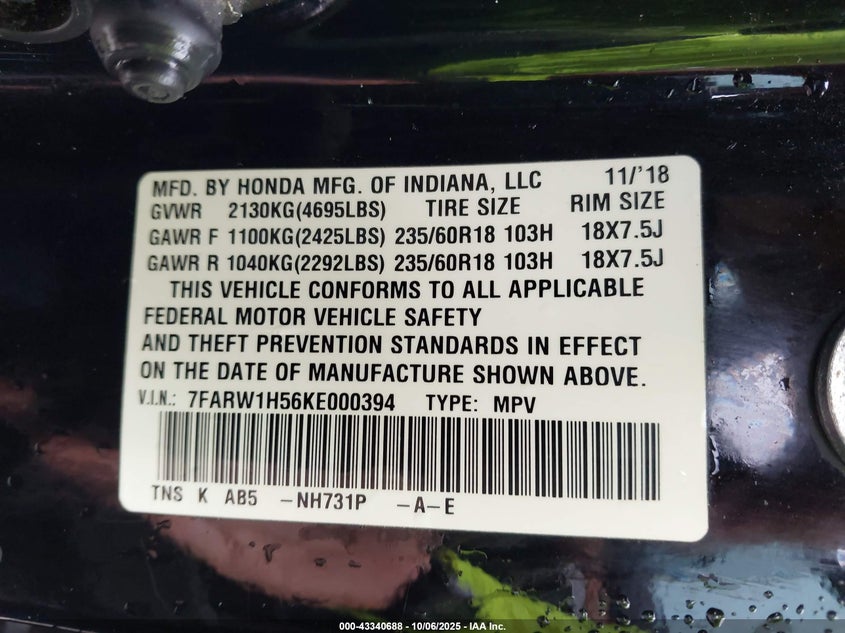 MFD. BY HONDA MFG. OF INDIANA, LLC 11/'18
GVWR 2130KG(4695LBS) TIRE SIZE RIM SIZE
GAWR F 1100KG(2425LBS) 235/60R18 103H 18X7.5J
GAWR R 1040KG(2292LBS) 235/60R18 103H 18X7.5J
THIS VEHICLE CONFORMS TO ALL APPLICABLE
FEDERAL MOTOR VEHICLE SAFETY
AND THEFT PREVENTION STANDARDS IN EFFECT
ON THE DATE OF MANUFACTURE SHOWN ABOVE.
V.I.N.: 7FARW1H56KE000394 TYPE: MPV
TNS K AB5 -NH731P -A-E
000-43340688 - 10/06/2025 - IAA Inc.